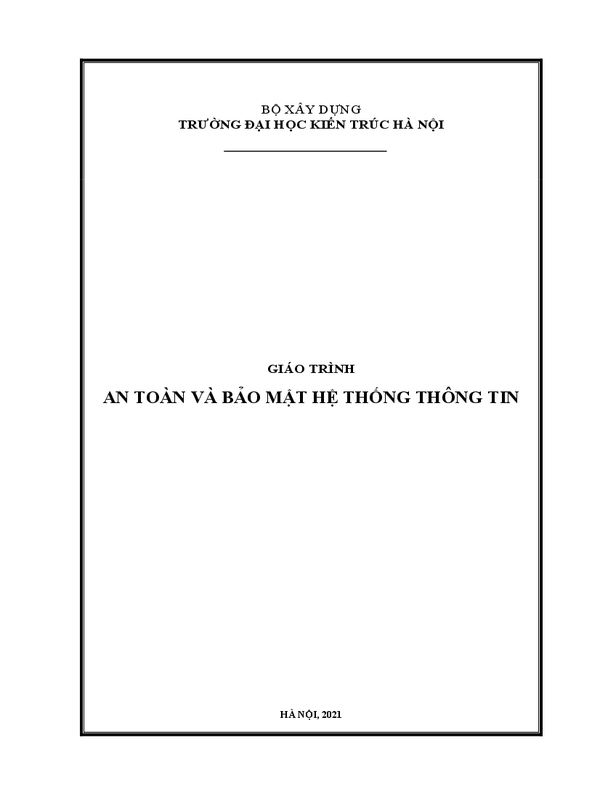 BỘ XÂY DỰNG
TRƯỜNG ĐẠI HỌC KIẾN TRÚC HÀ NỘI
GIÁO TRÌNH
AN TOÀN VÀ BẢO MẬT HỆ THỐNG THÔNG TIN
HÀ NỘI, 2021